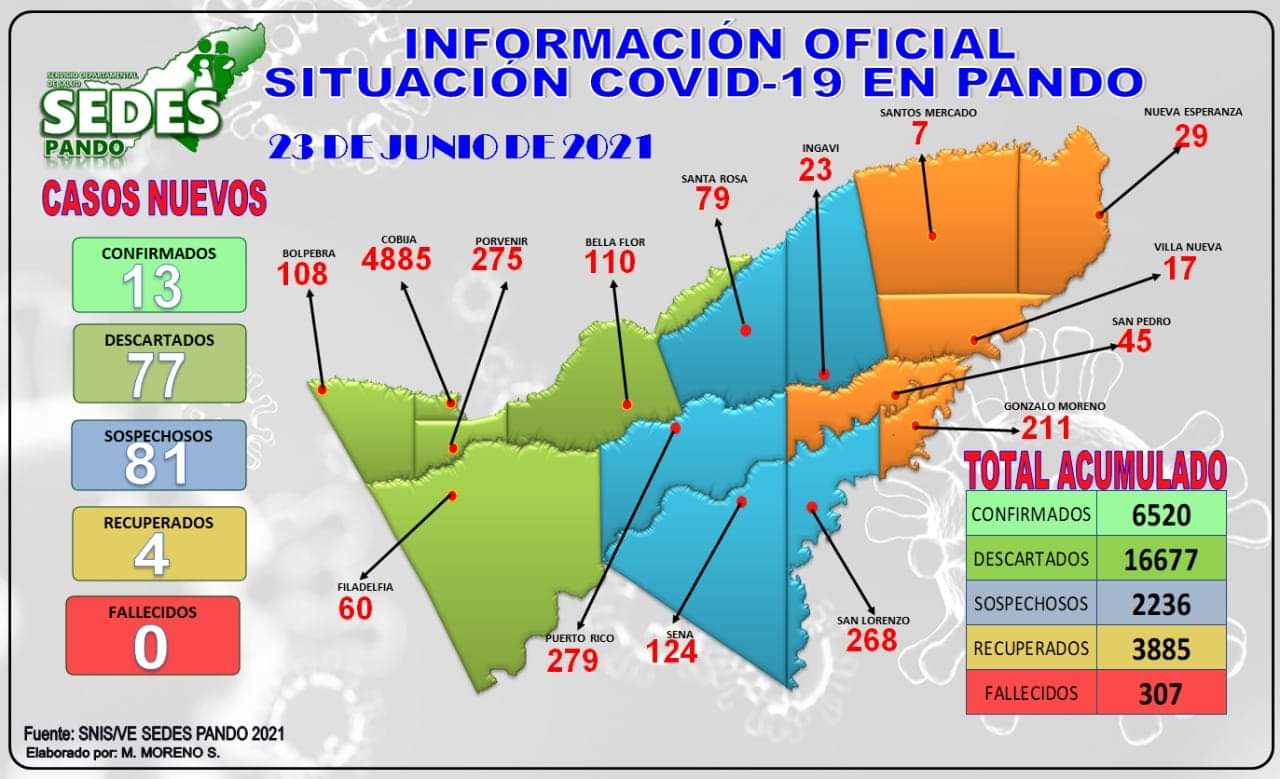 INFORMACIÓN OFICIAL
SITUACIÓN COVID-19 EN PANDO
23 DE JUNIO DE 2021
SERVICIO DEPARTAMENTAL
DE SALUD
SEDES
PANDO
CASOS NUEVOS
CONFIRMADOS
13
DESCARTADOS
77
SOSPECHOSOS
81
RECUPERADOS
4
FALLECIDOS
0
BOLPEBRA
108
COBIJA
4885
PORVENIR
275
BELLA FLOR
110
SANTA ROSA
79
INGAVI
23
SANTOS MERCADO
7
NUEVA ESPERANZA
29
VILLA NUEVA
17
SAN PEDRO
45
GONZALO MORENO
211
FILADELFIA
60
PUERTO RICO
279
SENA
124
SAN LORENZO
268
TOTAL ACUMULADO
CONFIRMADOS 6520
DESCARTADOS 16677
SOSPECHOSOS 2236
RECUPERADOS 3885
FALLECIDOS 307
Fuente: SNIS/VE SEDES PANDO 2021
Elaborado por: M. MORENO S.